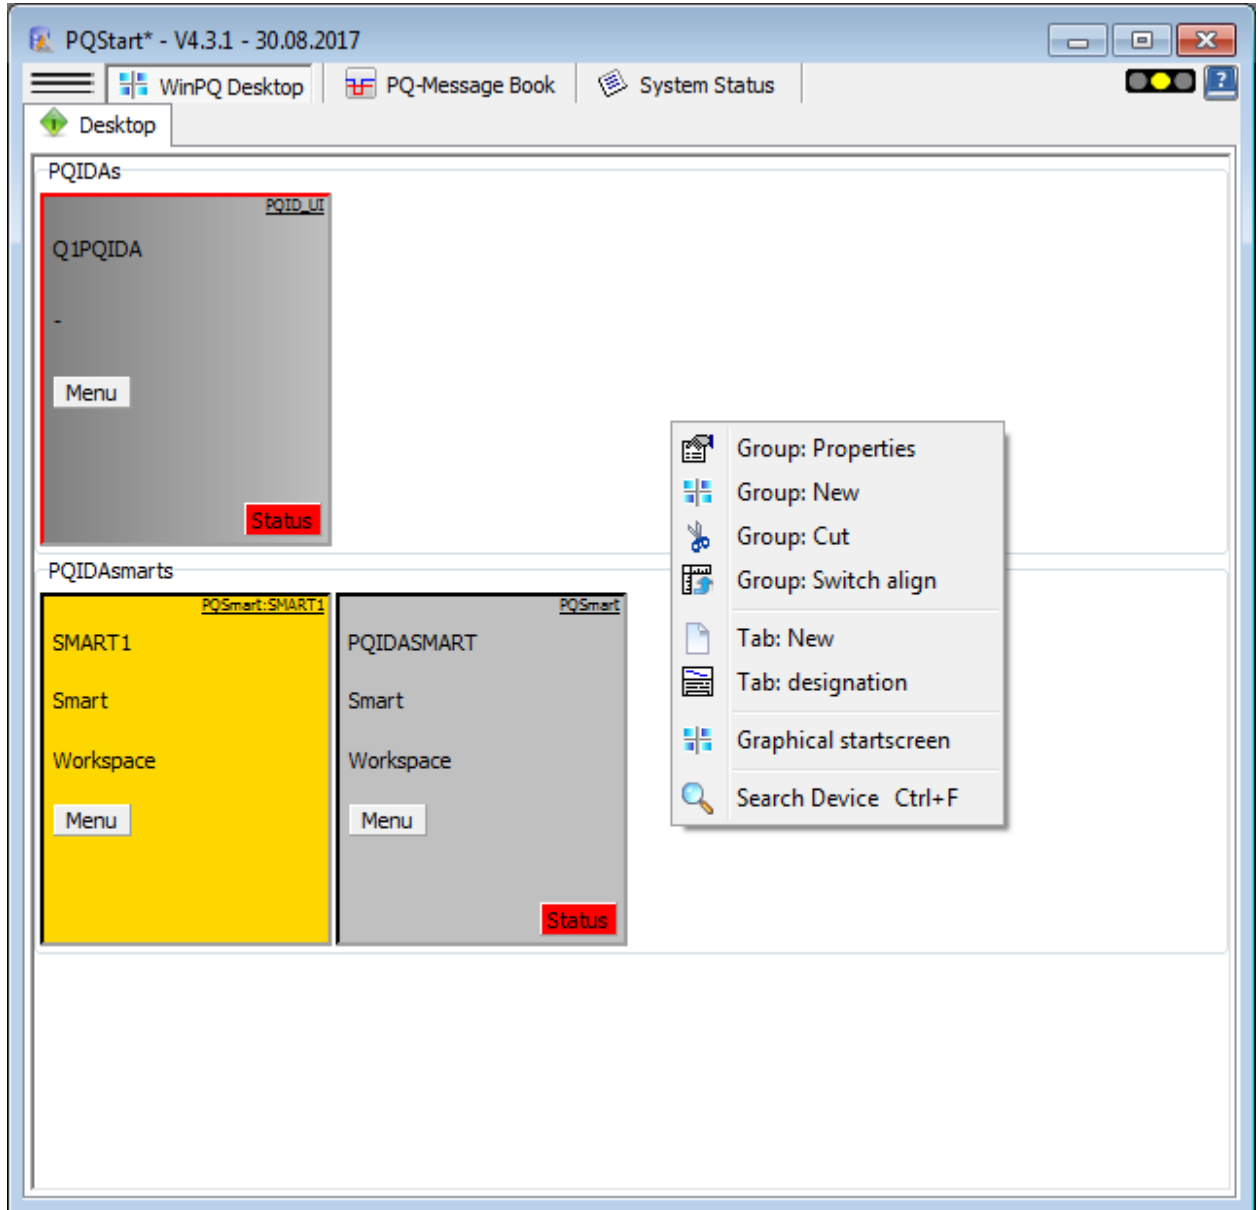 PQStart* - V4.3.1 - 30.08.2017
WinPQ Desktop PQ-Message Book System Status ?
Desktop
PQIDAs
PQID_UI
Q1PQIDA
-
Menu
Status
PQIDAsmarts
PQSmart:SMART1
SMART1
Smart
Workspace
Menu
PQSmart
PQIDASMART
Smart
Workspace
Menu
Status
Group: Properties
Group: New
Group: Cut
Group: Switch align
Tab: New
Tab: designation
Graphical startscreen
Search Device Ctrl+F